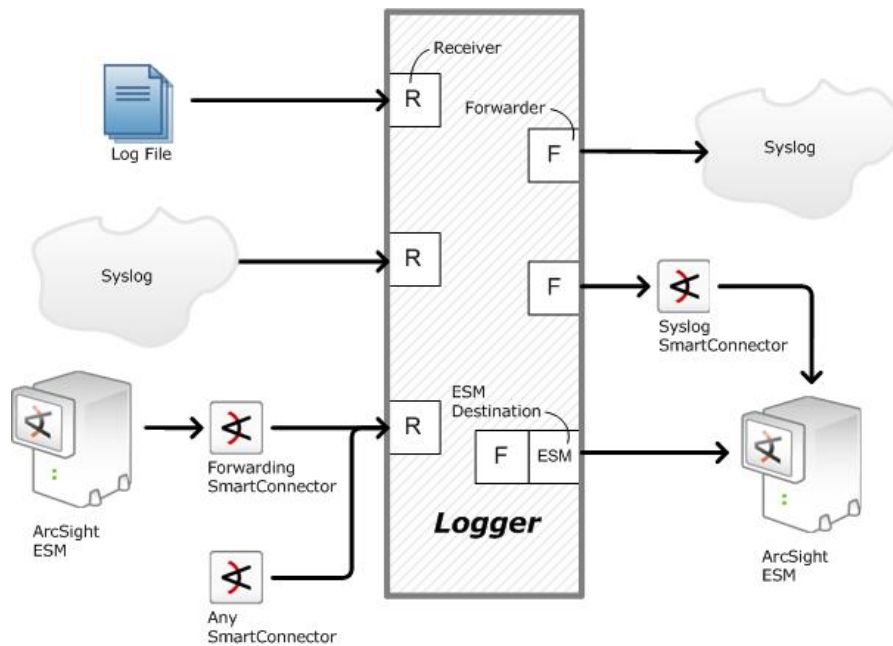 Receiver
R
Log File
Forwarder
F
Syslog
Syslog
R
F
Syslog
SmartConnector
ArcSight
ESM
Forwarding
SmartConnector
R
ESM
Destination
F
ESM
Logger
ArcSight
ESM
Any
SmartConnector